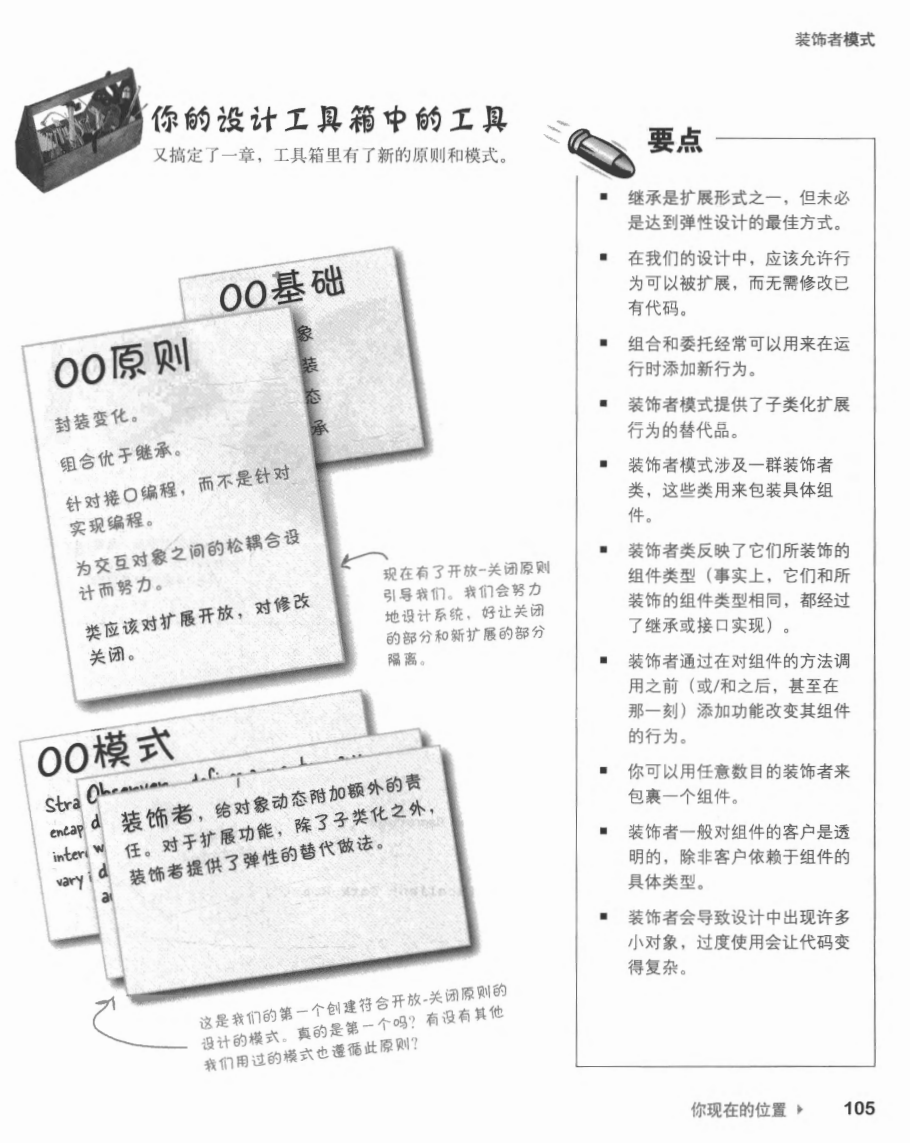 装饰者模式
你的设计工具箱中的工具
又搞定了一章，工具箱里有了新的原则和模式。
OO基础
象
装
态
承
OO原则
封装变化。
组合优于继承。
针对接口编程，而不是针对
实现编程。
为交互对象之间的松耦合设
计而努力。
类应该对扩展开放，对修改
关闭。
现在有了开放-关闭原则
引导我们。我们会努力
地设计系统，好让关闭
的部分和新扩展的部分
隔离。
OO模式
Stra
encap
inter
vary i
装饰者，给对象动态附加额外的责
任。对于扩展功能，除了子类化之外，
装饰者提供了弹性的替代做法。
这是我们的第一个创建符合开放-关闭原则的
设计的模式。真的是第一个吗？有没有其他
我们用过的模式也遵循此原则？
要点
■ 继承是扩展形式之一，但未必
是达到弹性设计的最佳方式。
■ 在我们的设计中，应该允许行
为可以被扩展，而无需修改已
有代码。
■ 组合和委托经常可以用来在运
行时添加新行为。
■ 装饰者模式提供了子类化扩展
行为的替代品。
■ 装饰者模式涉及一群装饰者
类，这些类用来包装具体组
件。
■ 装饰者类反映了它们所装饰的
组件类型（事实上，它们和所
装饰的组件类型相同，都经过
了继承或接口实现）。
■ 装饰者通过在对组件的方法调
用之前（或/和之后，甚至在
那一刻）添加功能改变其组件
的行为。
■ 你可以用任意数目的装饰者来
包裹一个组件。
■ 装饰者一般对组件的客户是透
明的，除非客户依赖于组件的
具体类型。
■ 装饰者会导致设计中出现许多
小对象，过度使用会让代码变
得复杂。
你现在的位置 ▸ 105